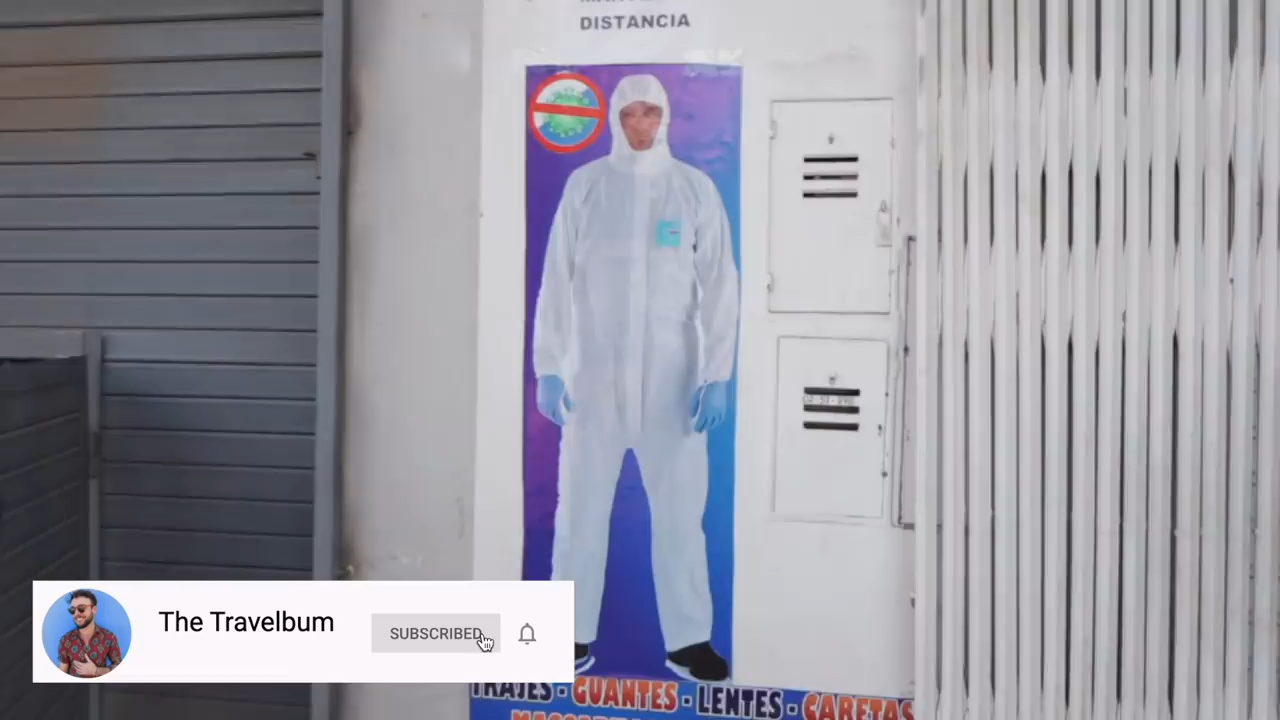 DISTANCIA
The Travelbum
SUBSCRIBED
TRAJES - GUANTES - LENTES - CARETAS